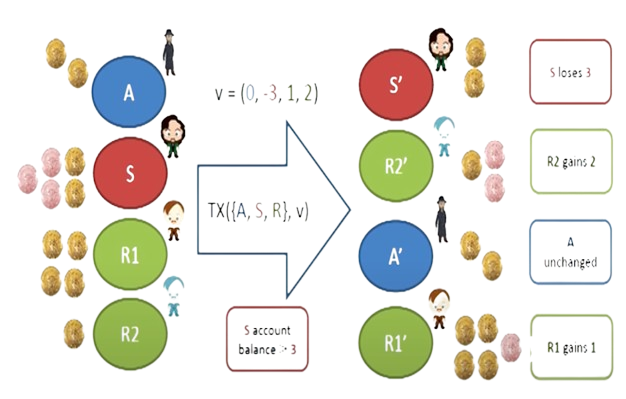 A
v = (0, -3, 1, 2)
S'
S loses 3
S
R2'
R2 gains 2
TX({A, S, R}, v)
R1
A'
A
unchanged
R2
S account
balance > 3
R1'
R1 gains 1